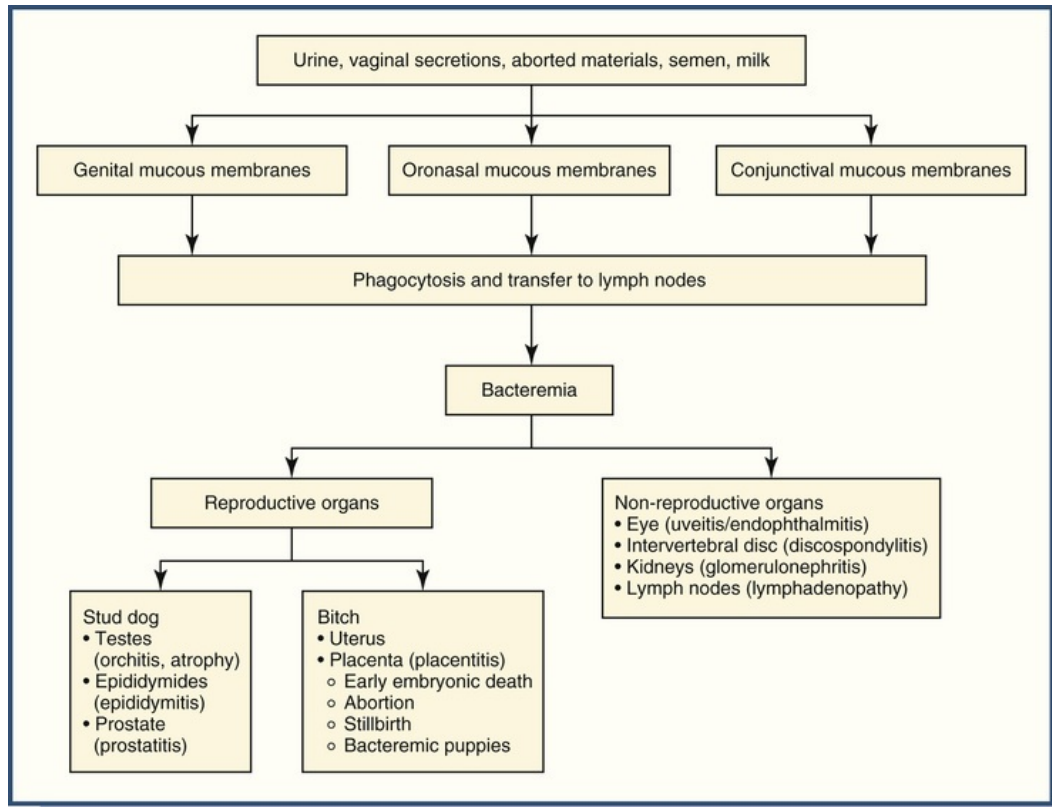 Urine, vaginal secretions, aborted materials, semen, milk
Genital mucous membranes
Oronasal mucous membranes
Conjunctival mucous membranes
Phagocytosis and transfer to lymph nodes
Bacteremia
Reproductive organs
Non-reproductive organs
• Eye (uveitis/endophthalmitis)
• Intervertebral disc (discospondylitis)
• Kidneys (glomerulonephritis)
• Lymph nodes (lymphadenopathy)
Stud dog
• Testes
(orchitis, atrophy)
• Epididymides
(epididymitis)
• Prostate
(prostatitis)
Bitch
• Uterus
• Placenta (placentitis)
○ Early embryonic death
○ Abortion
○ Stillbirth
○ Bacteremic puppies